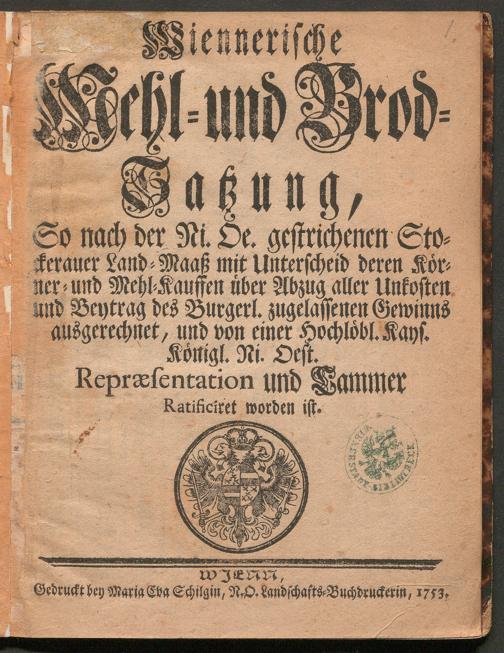 Wiennerische
Mehl- und Brod-
Satzung,
So nach der Ni. Oe. gestrichenen Sto-
ckerauer Land-Maaß mit Unterscheid deren Kör-
ner- und Mehl-Kauffen über Abzug aller Unkosten
und Beytrag des Burgerl. zugelassenen Gewinns
ausgerechnet, und von einer Hochlöbl. Kays.
Königl. Ni. Oest.
Repræsentation und Cammer
Ratificiret worden ist.
WIENN,
Gedruckt bey Maria Eva Schilgin, N.O. Landschafts-Buchdruckerin, 1753.